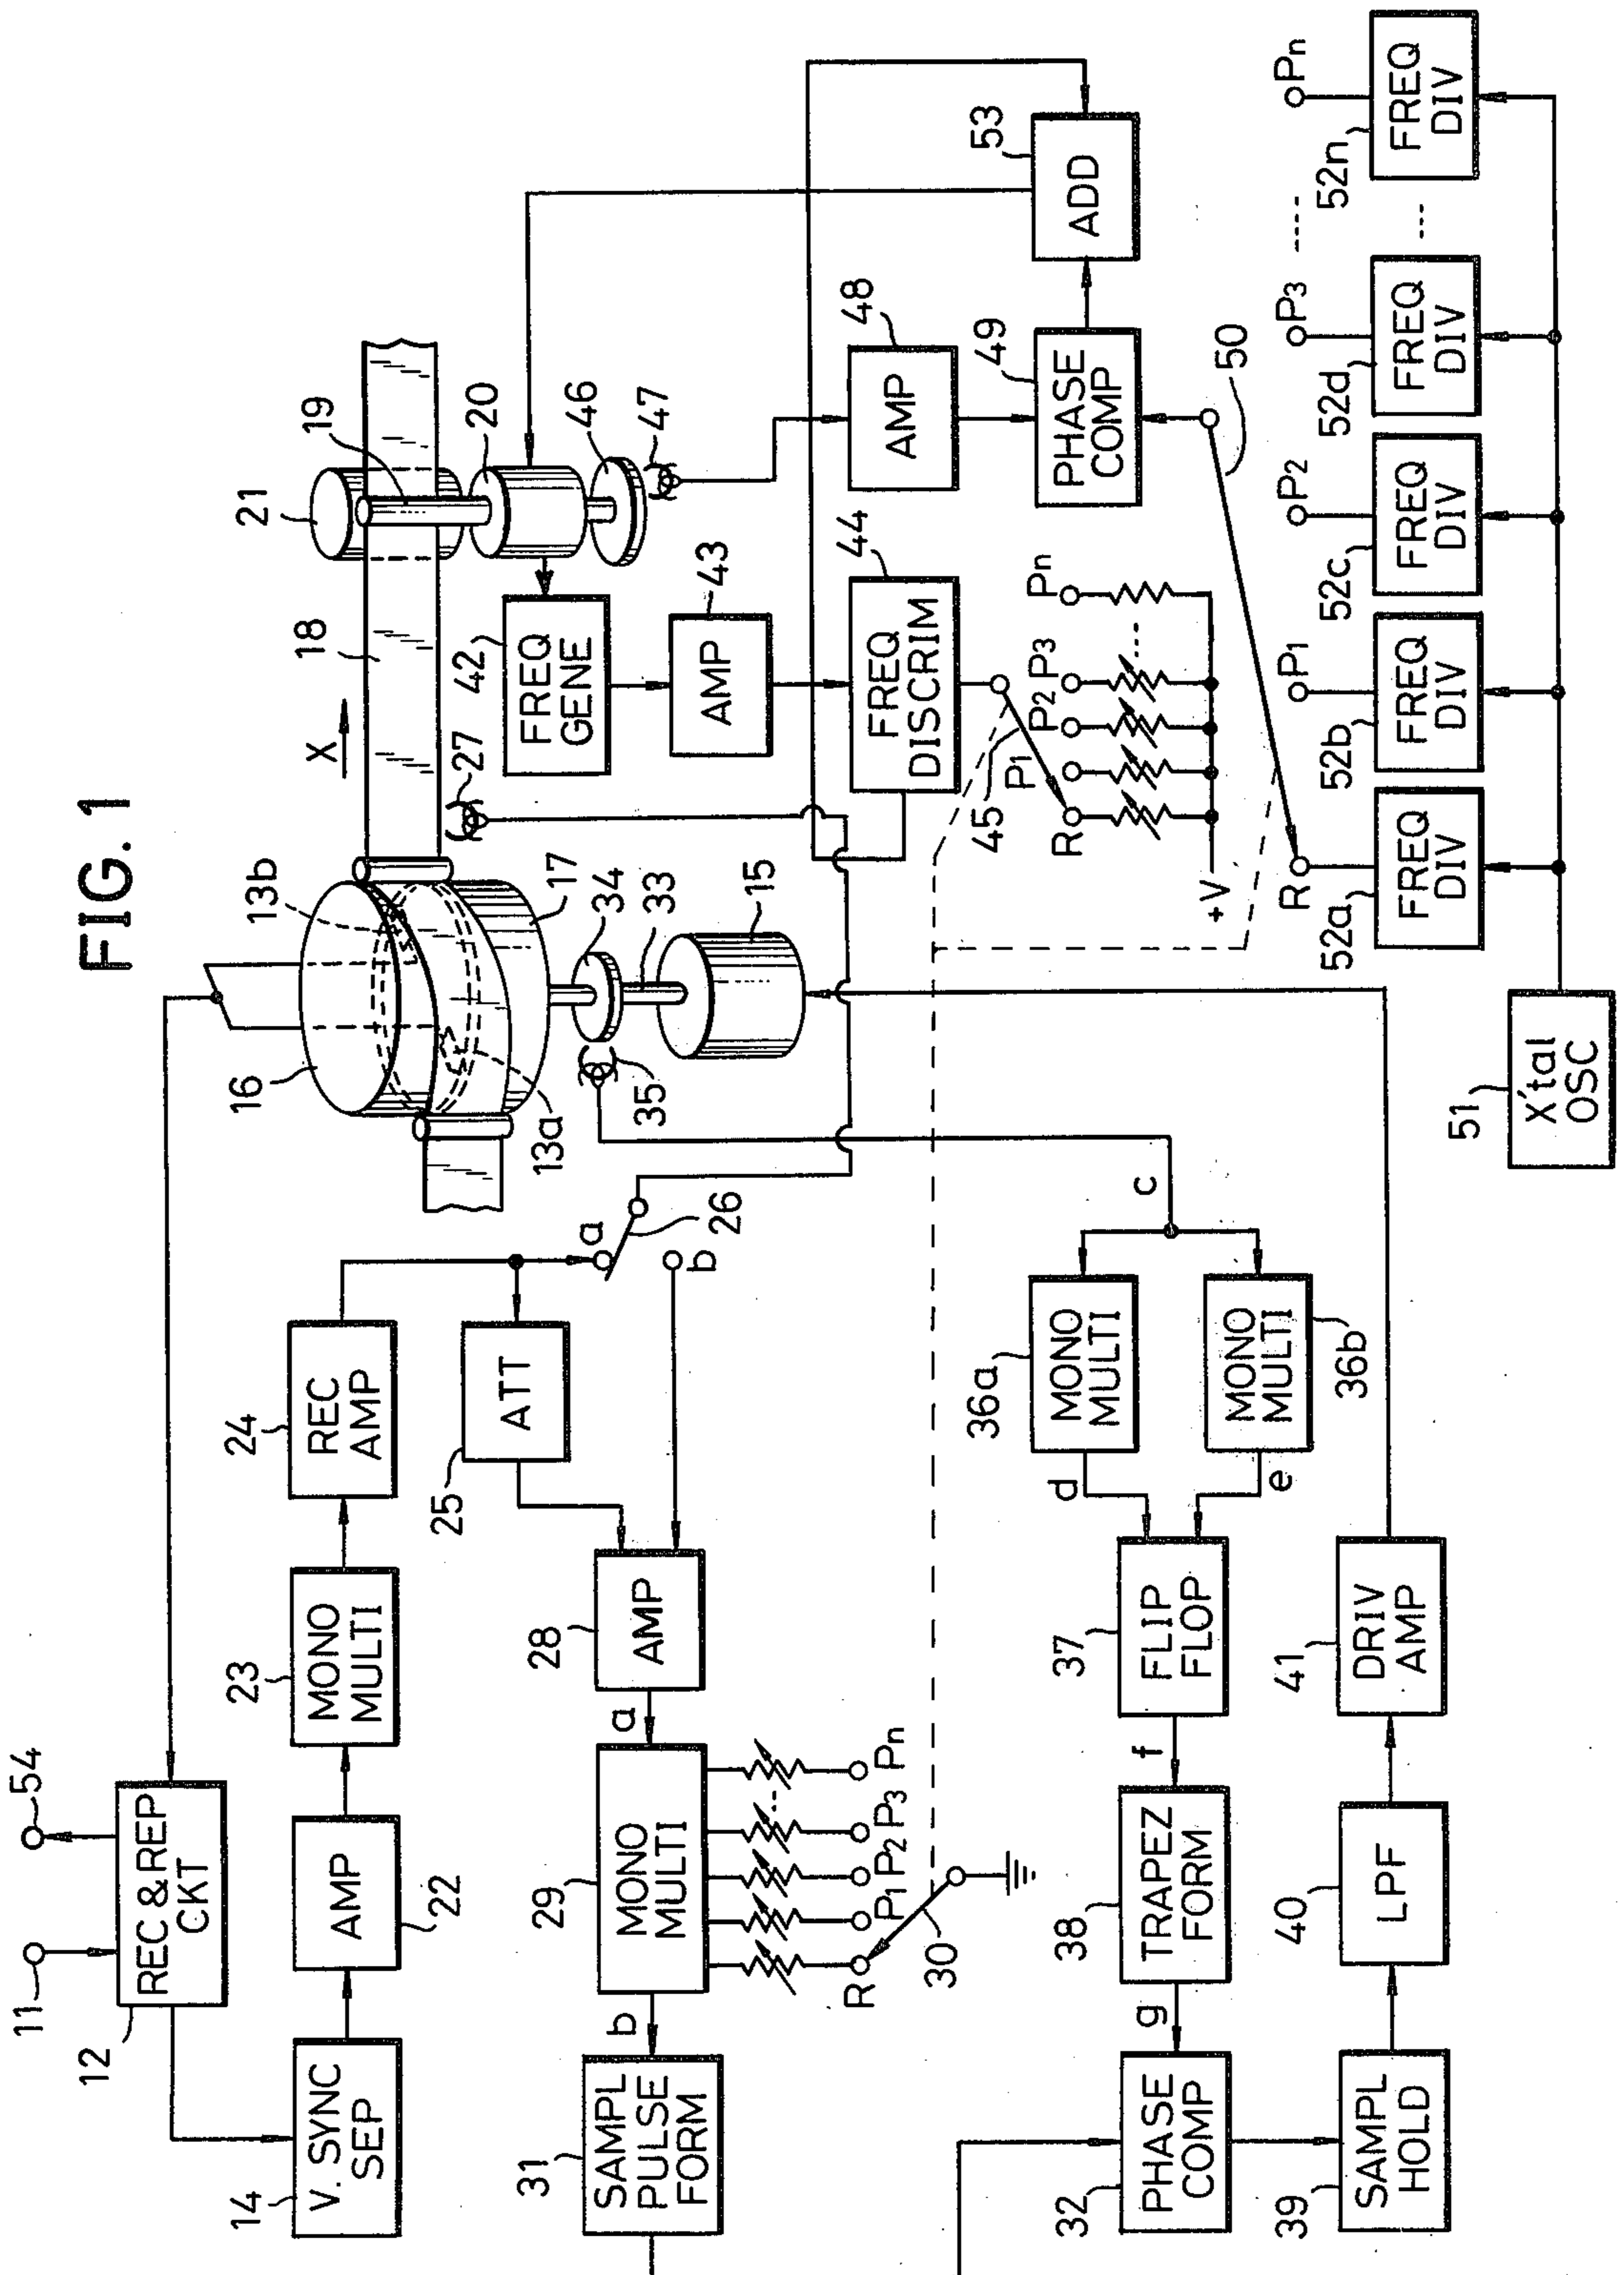 FIG. 1
11
54
12
REC & REP
CKT
14
V. SYNC
SEP
22
AMP
23
MONO
MULTI
24
REC
AMP
25
ATT
a
26
b
27
28
AMP
a
29
MONO
MULTI
R
P1
P2
P3
Pn
30
b
31
SAMPL
PULSE
FORM
16
13b
13a
17
34
33
15
35
X
18
19
21
20
46
47
42
FREQ
GENE
43
AMP
44
FREQ
DISCRIM
45
R
P1
P2
P3
Pn
+V
48
AMP
49
PHASE
COMP
50
53
ADD
c
36a
MONO
MULTI
36b
MONO
MULTI
d
e
37
FLIP
FLOP
f
38
TRAPEZ
FORM
g
32
PHASE
COMP
39
SAMPL
HOLD
40
LPF
41
DRIV
AMP
51
X'tal
OSC
R
52a
FREQ
DIV
P1
52b
FREQ
DIV
P2
52c
FREQ
DIV
P3
52d
FREQ
DIV
Pn
52n
FREQ
DIV